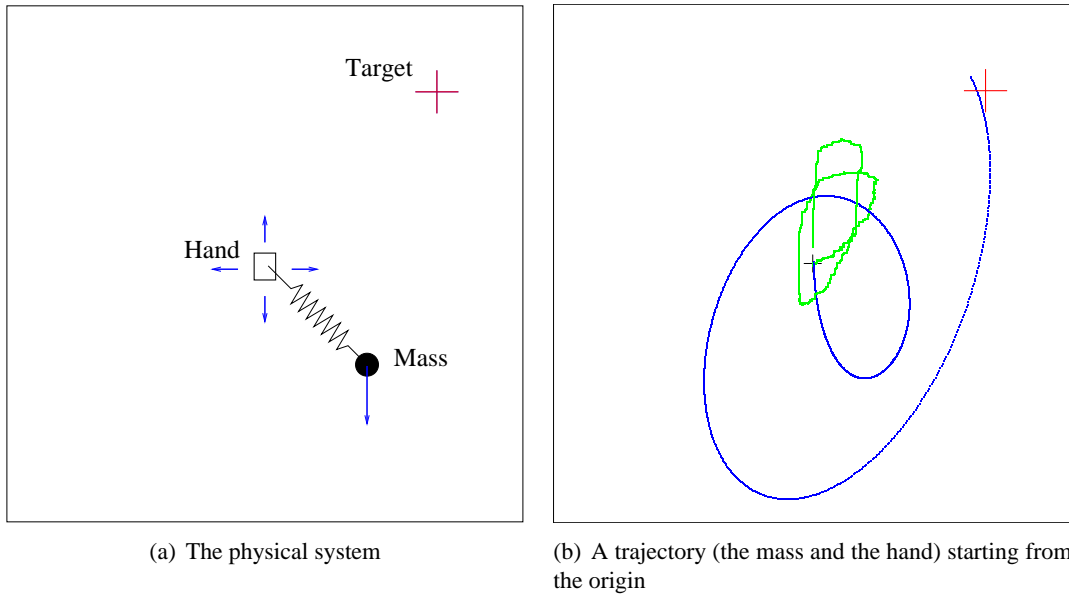 Target
Hand
Mass
(a) The physical system
(b) A trajectory (the mass and the hand) starting from
the origin